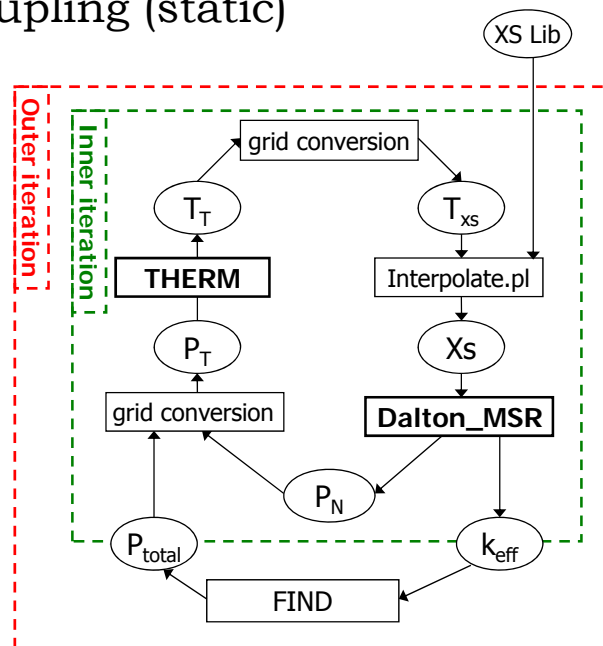 upling (static)
XS Lib
Outer iteration
Inner iteration
grid conversion
T_T
T_xs
THERM
Interpolate.pl
P_T
Xs
grid conversion
Dalton_MSR
P_N
P_total
k_eff
FIND